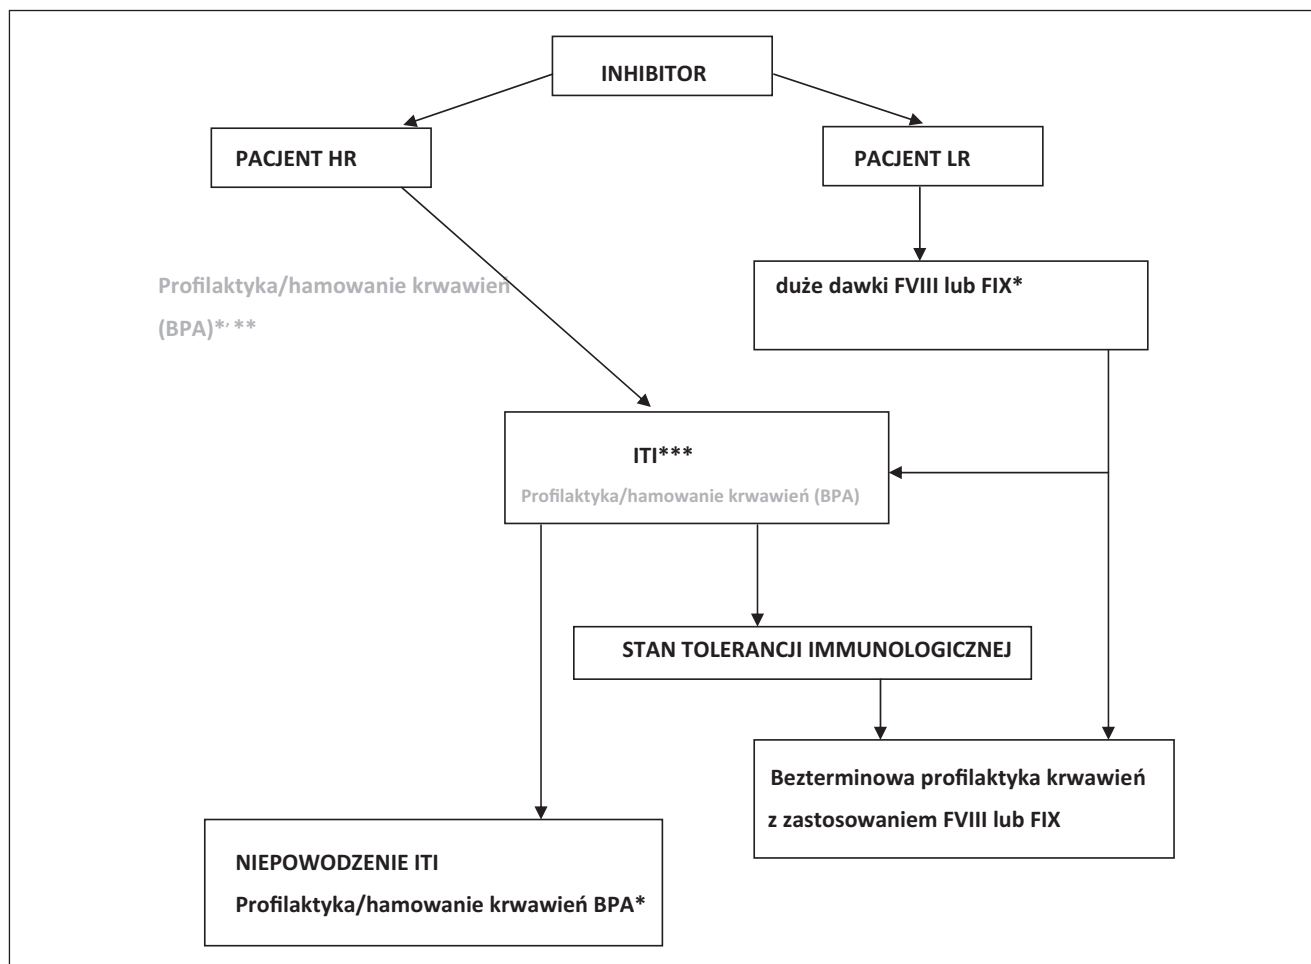 INHIBITOR
PACJENT HR
PACJENT LR
Profilaktyka/hamowanie krwawień
(BPA)*, **
duże dawki FVIII lub FIX*
ITI***
Profilaktyka/hamowanie krwawień (BPA)
STAN TOLERANCJI IMMUNOLOGICZNEJ
Bezterminowa profilaktyka krwawień
z zastosowaniem FVIII lub FIX
NIEPOWODZENIE ITI
Profilaktyka/hamowanie krwawień BPA*